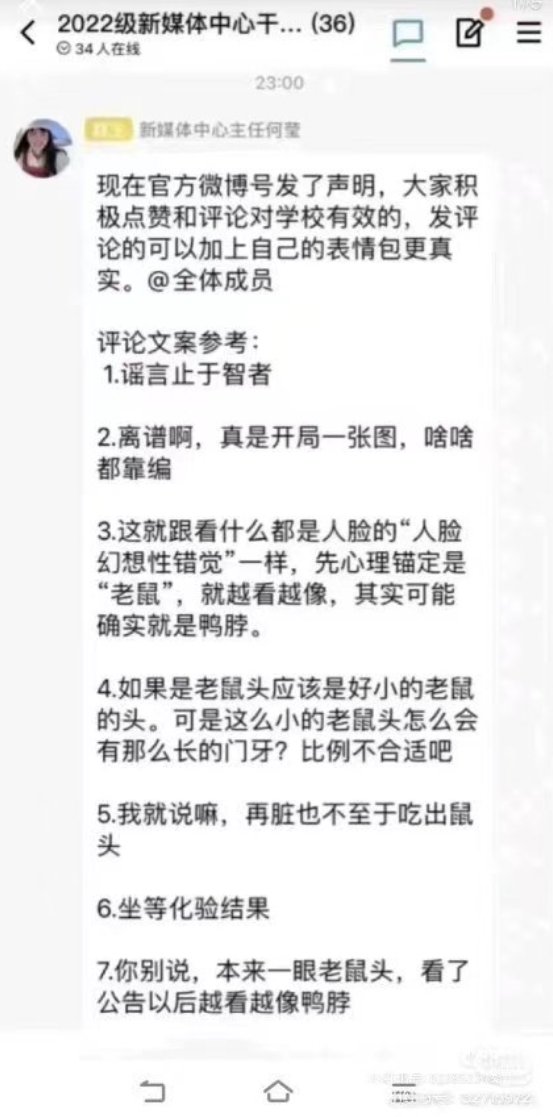 2022级新媒体中心干... (36)
34人在线
23:00
新媒体中心主任何莹
现在官方微博号发了声明，大家积
极点赞和评论对学校有效的，发评
论的可以加上自己的表情包更真
实。@全体成员
评论文案参考：
1.谣言止于智者
2.离谱啊，真是开局一张图，啥啥
都靠编
3.这就跟看什么都是人脸的“人脸
幻想性错觉”一样，先心理锚定是
“老鼠”，就越看越像，其实可能
确实就是鸭脖。
4.如果是老鼠头应该是好小的老鼠
的头。可是这么小的老鼠头怎么会
有那么长的门牙？比例不合适吧
5.我就说嘛，再脏也不至于吃出鼠
头
6.坐等化验结果
7.你别说，本来一眼老鼠头，看了
公告以后越看越像鸭脖